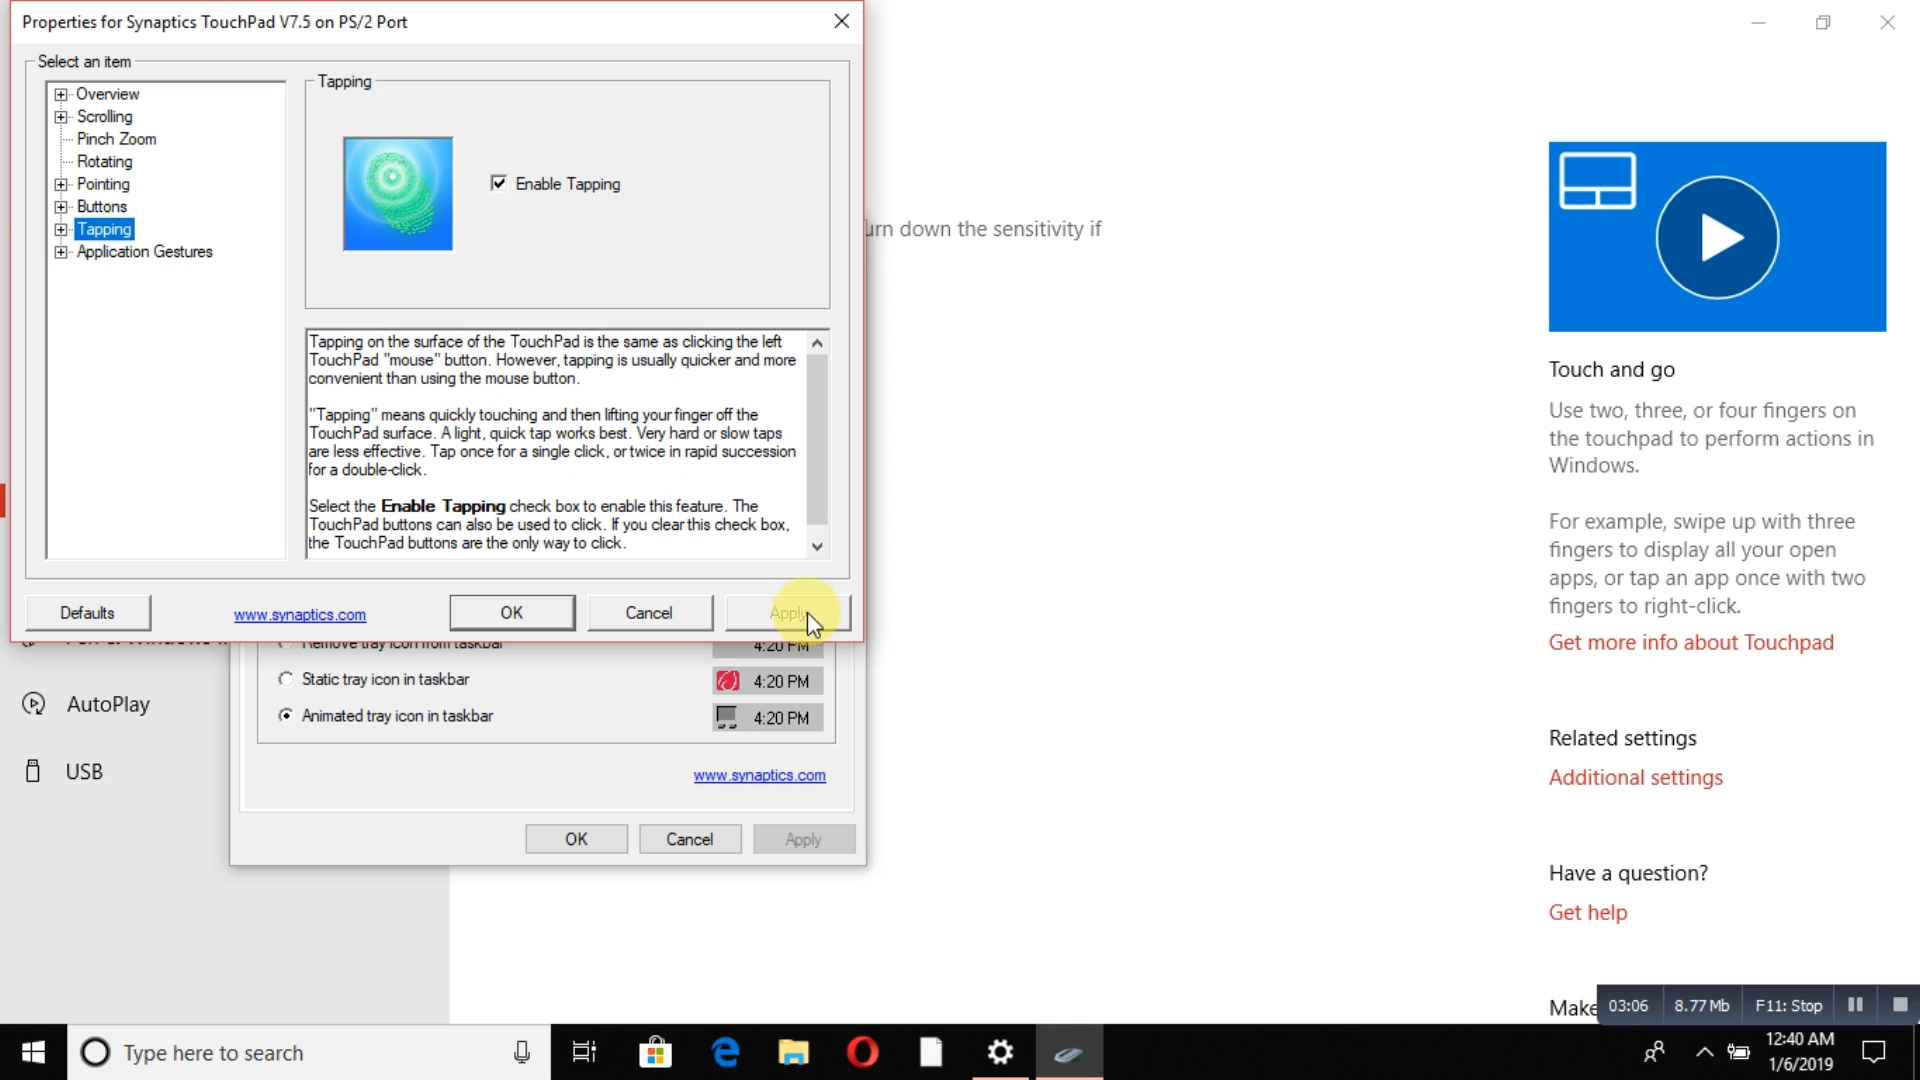 Properties for Synaptics TouchPad V7.5 on PS/2 Port
Select an item
Overview
Scrolling
Pinch Zoom
Rotating
Pointing
Buttons
Tapping
Application Gestures
Tapping
Enable Tapping
Tapping on the surface of the TouchPad is the same as clicking the left
TouchPad "mouse" button. However, tapping is usually quicker and more
convenient than using the mouse button.
"Tapping" means quickly touching and then lifting your finger off the
TouchPad surface. A light, quick tap works best. Very hard or slow taps
are less effective. Tap once for a single click, or twice in rapid succession
for a double-click.
Select the Enable Tapping check box to enable this feature. The
TouchPad buttons can also be used to click. If you clear this check box,
the TouchPad buttons are the only way to click.
Defaults
www.synaptics.com
OK
Cancel
Apply
urn down the sensitivity if
Remove tray icon from taskbar
4:20 PM
Static tray icon in taskbar
4:20 PM
Animated tray icon in taskbar
4:20 PM
www.synaptics.com
OK
Cancel
Apply
AutoPlay
USB
Touch and go
Use two, three, or four fingers on
the touchpad to perform actions in
Windows.
For example, swipe up with three
fingers to display all your open
apps, or tap an app once with two
fingers to right-click.
Get more info about Touchpad
Related settings
Additional settings
Have a question?
Get help
Make
03:06
8.77 Mb
F11: Stop
Type here to search
12:40 AM
1/6/2019